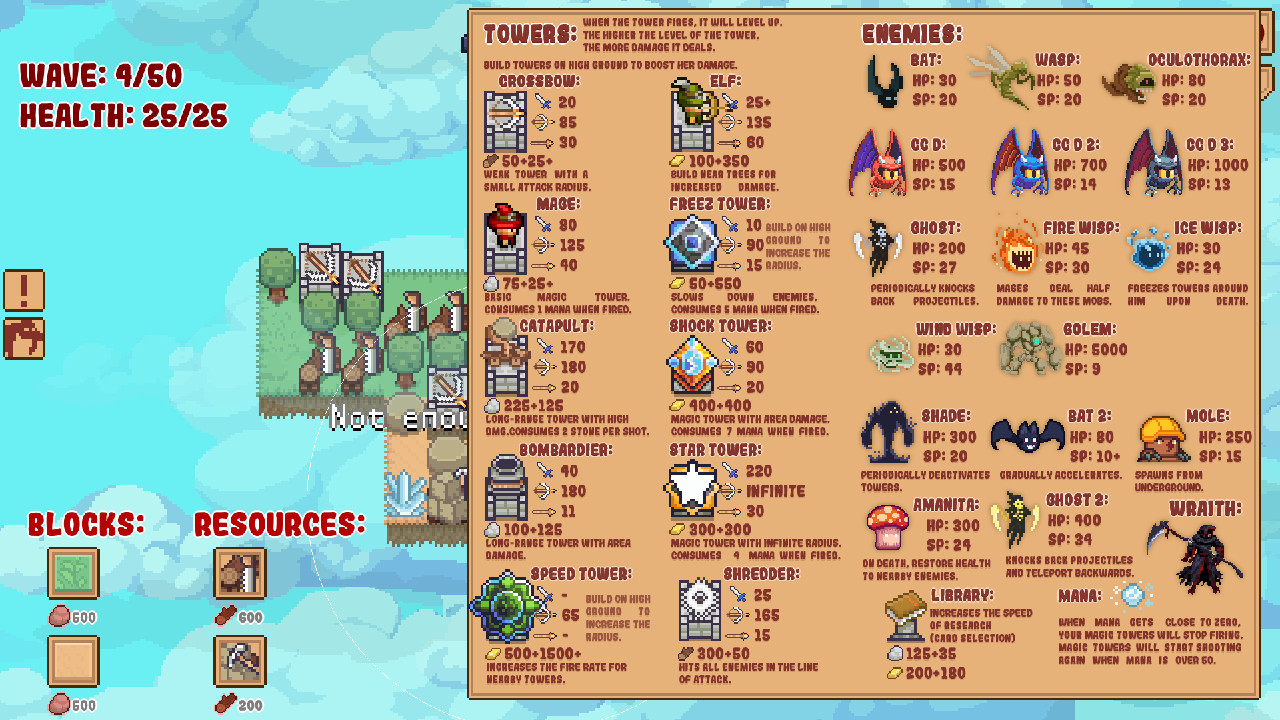 WAVE: 4/50
HEALTH: 25/25
Not enou
BLOCKS:
500
500
RESOURCES:
600
200
TOWERS:
WHEN THE TOWER FIRES, IT WILL LEVEL UP.
THE HIGHER THE LEVEL OF THE TOWER.
THE MORE DAMAGE IT DEALS.
BUILD TOWERS ON HIGH GROUND TO BOOST HER DAMAGE.
CROSSBOW:
20
85
30
50+25+
WEAK TOWER WITH A
SMALL ATTACK RADIUS.
ELF:
25+
135
80
100+350
BUILD NEAR TREES FOR
INCREASED DAMAGE.
MAGE:
80
125
40
75+25+
BASIC MAGIC TOWER.
CONSUMES 1 MANA WHEN FIRED.
FREEZ TOWER:
10
90
15
BUILD ON HIGH
GROUND TO
INCREASE THE
RADIUS.
50+550
SLOWS DOWN ENEMIES.
CONSUMES 5 MANA WHEN FIRED.
CATAPULT:
170
180
20
225+125
LONG-RANGE TOWER WITH HIGH
DMG.CONSUMES 2 STONE PER SHOT.
SHOCK TOWER:
60
90
20
400+400
MAGIC TOWER WITH AREA DAMAGE.
CONSUMES 7 MANA WHEN FIRED.
BOMBARDIER:
40
180
11
100+125
LONG-RANGE TOWER WITH AREA
DAMAGE.
STAR TOWER:
220
INFINITE
30
300+300
MAGIC TOWER WITH INFINITE RADIUS.
CONSUMES 4 MANA WHEN FIRED.
SPEED TOWER:
-
65
-
BUILD ON HIGH
GROUND TO
INCREASE THE
RADIUS.
500+1500+
INCREASES THE FIRE RATE FOR
NEARBY TOWERS.
SHREDDER:
25
165
15
300+50
HITS ALL ENEMIES IN THE LINE
OF ATTACK.
ENEMIES:
BAT:
HP: 30
SP: 20
WASP:
HP: 50
SP: 20
OCULOTHORAX:
HP: 80
SP: 20
CC D:
HP: 500
SP: 15
CC D 2:
HP: 700
SP: 14
CC D 3:
HP: 1000
SP: 13
GHOST:
HP: 200
SP: 27
PERIODICALLY KNOCKS
BACK PROJECTILES.
FIRE WISP:
HP: 45
SP: 30
MAGES DEAL HALF
DAMAGE TO THESE MOBS.
ICE WISP:
HP: 30
SP: 24
FREEZES TOWERS AROUND
HIM UPON DEATH.
WIND WISP:
HP: 30
SP: 44
GOLEM:
HP: 5000
SP: 9
SHADE:
HP: 300
SP: 20
PERIODICALLY DEACTIVATES
TOWERS.
BAT 2:
HP: 80
SP: 10+
GRADUALLY ACCELERATES.
MOLE:
HP: 250
SP: 15
SPAWNS FROM
UNDERGROUND.
AMANITA:
HP: 300
SP: 24
ON DEATH, RESTORE HEALTH
TO NEARBY ENEMIES.
GHOST 2:
HP: 400
SP: 34
KNOCKS BACK PROJECTILES
AND TELEPORT BACKWARDS.
WRAITH:
LIBRARY:
INCREASES THE SPEED
OF RESEARCH
(CARD SELECTION)
125+35
200+180
MANA:
WHEN MANA GETS CLOSE TO ZERO,
YOUR MAGIC TOWERS WILL STOP FIRING.
MAGIC TOWERS WILL START SHOOTING
AGAIN WHEN MANA IS OVER 50.